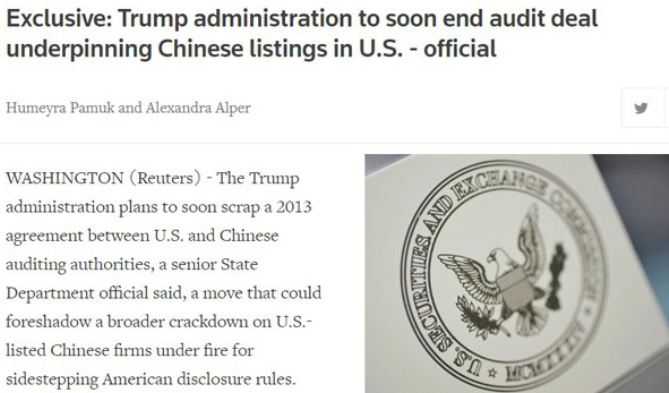 Exclusive: Trump administration to soon end audit deal
underpinning Chinese listings in U.S. - official
Humeyra Pamuk and Alexandra Alper
WASHINGTON (Reuters) - The Trump
administration plans to soon scrap a 2013
agreement between U.S. and Chinese
auditing authorities, a senior State
Department official said, a move that could
foreshadow a broader crackdown on U.S.-
listed Chinese firms under fire for
sidestepping American disclosure rules.
U.S. SECURITIES AND EXCHANGE COMMISSION